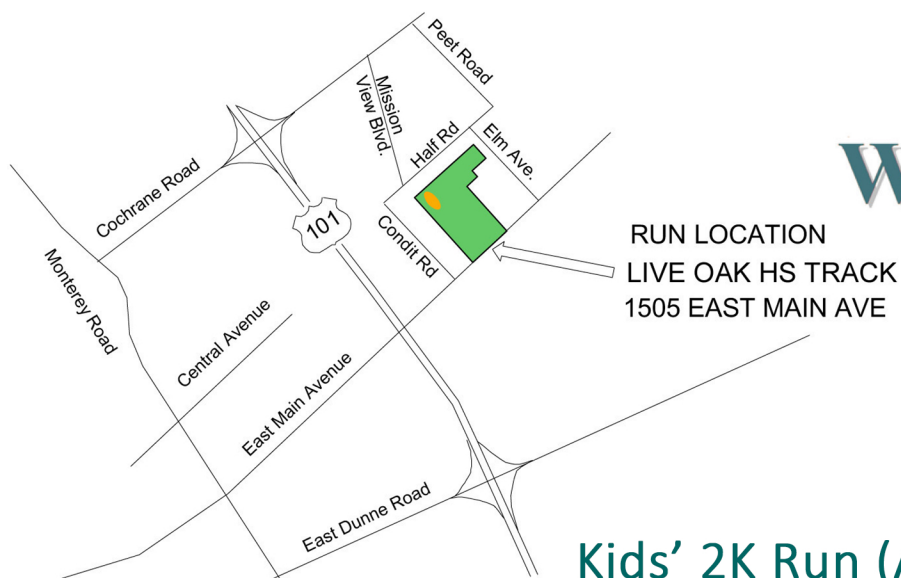 Peet Road
Mission
View Blvd.
Half Rd
Elm Ave.
Cochrane Road
101
Condit Rd
Monterey Road
Central Avenue
East Main Avenue
East Dunne Road
RUN LOCATION
LIVE OAK HS TRACK
1505 EAST MAIN AVE
W
Kids’ 2K Run (